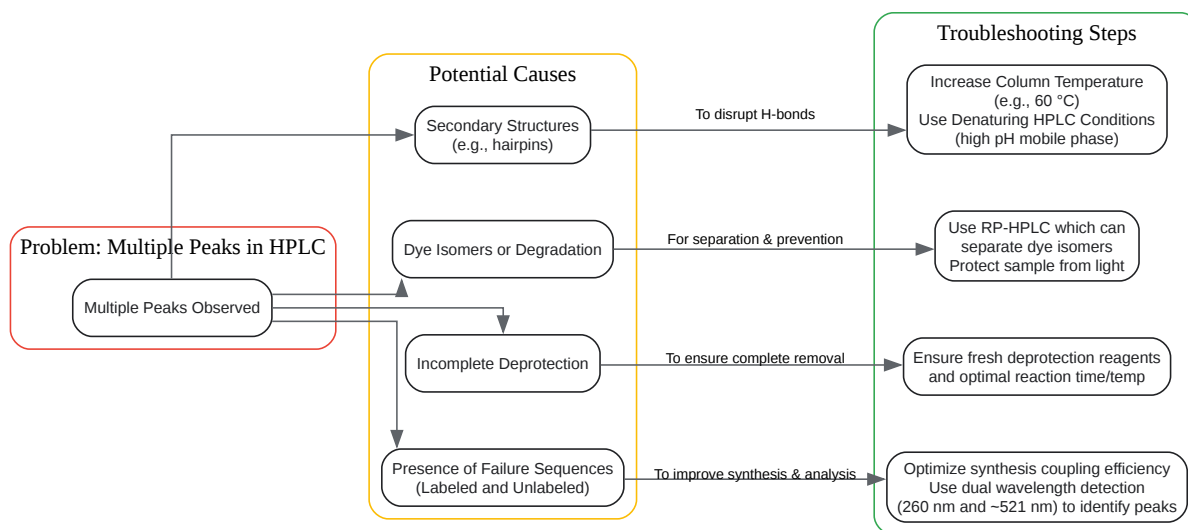 Problem: Multiple Peaks in HPLC
Multiple Peaks Observed
Potential Causes
Secondary Structures
(e.g., hairpins)
Dye Isomers or Degradation
Incomplete Deprotection
Presence of Failure Sequences
(Labeled and Unlabeled)
To disrupt H-bonds
For separation & prevention
To ensure complete removal
To improve synthesis & analysis
Troubleshooting Steps
Increase Column Temperature
(e.g., 60 °C)
Use Denaturing HPLC Conditions
(high pH mobile phase)
Use RP-HPLC which can
separate dye isomers
Protect sample from light
Ensure fresh deprotection reagents
and optimal reaction time/temp
Optimize synthesis coupling efficiency
Use dual wavelength detection
(260 nm and ~521 nm) to identify peaks